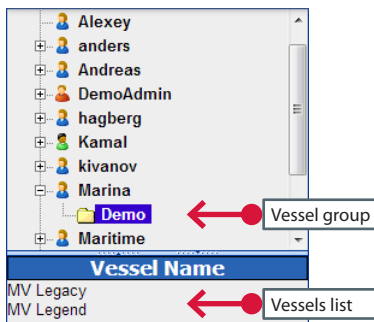 Alexey
anders
Andreas
DemoAdmin
hagberg
Kamal
kivanov
Marina
Demo
Vessel group
Maritime
Vessel Name
MV Legacy
MV Legend
Vessels list